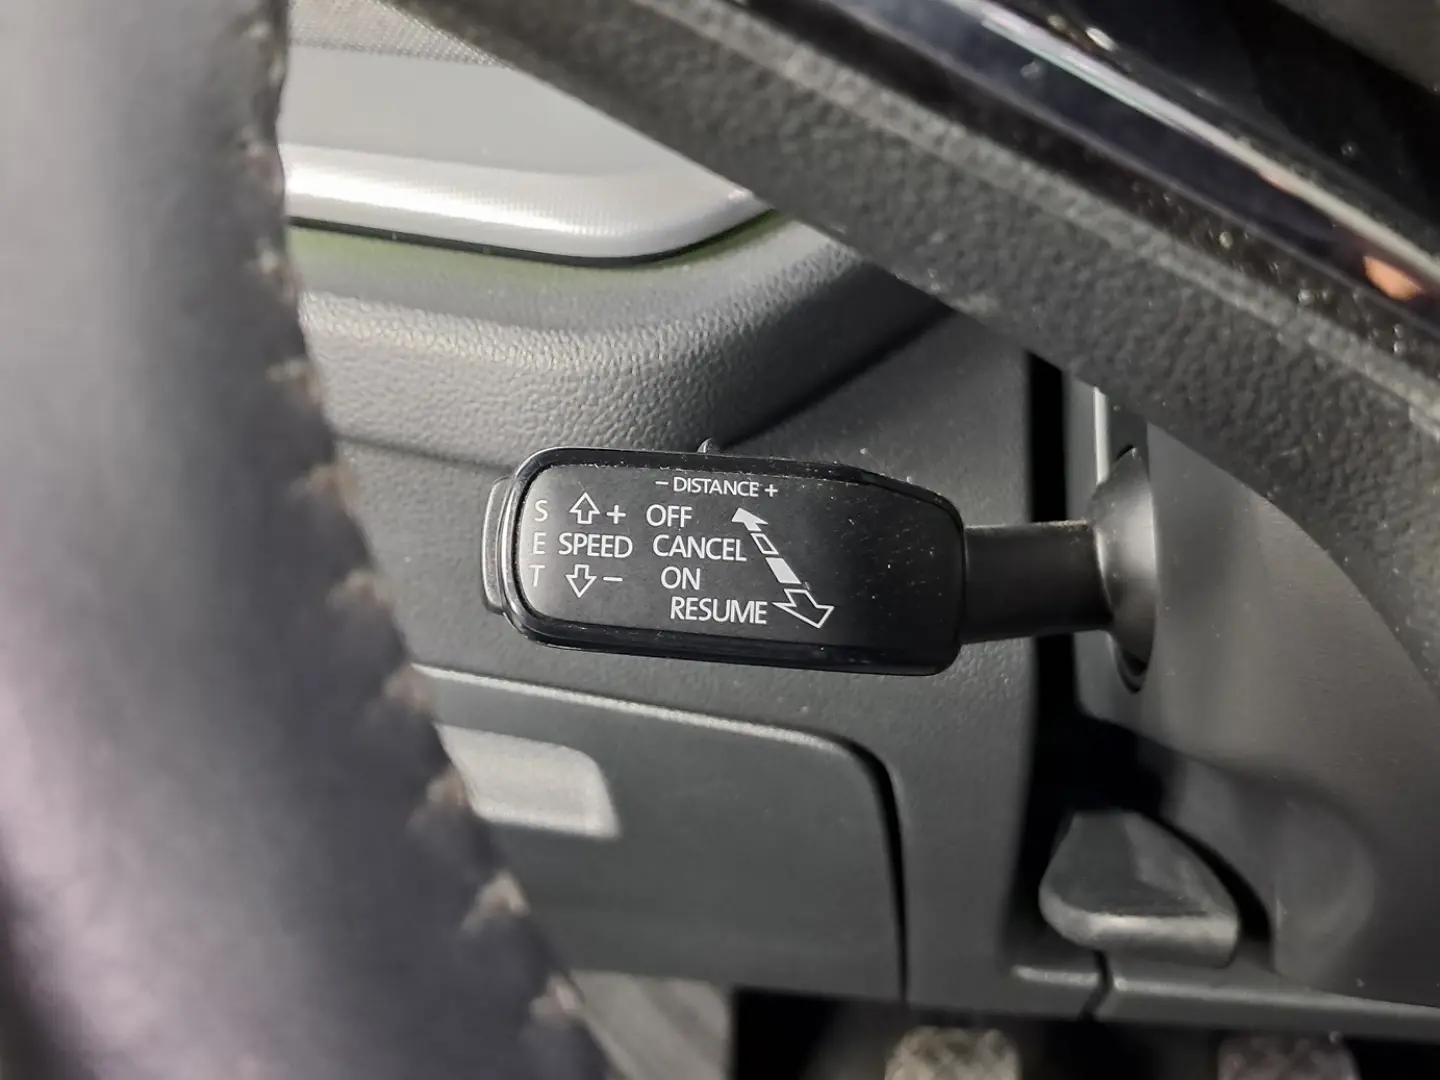 - DISTANCE +
S + OFF
E SPEED CANCEL
T - ON
RESUME